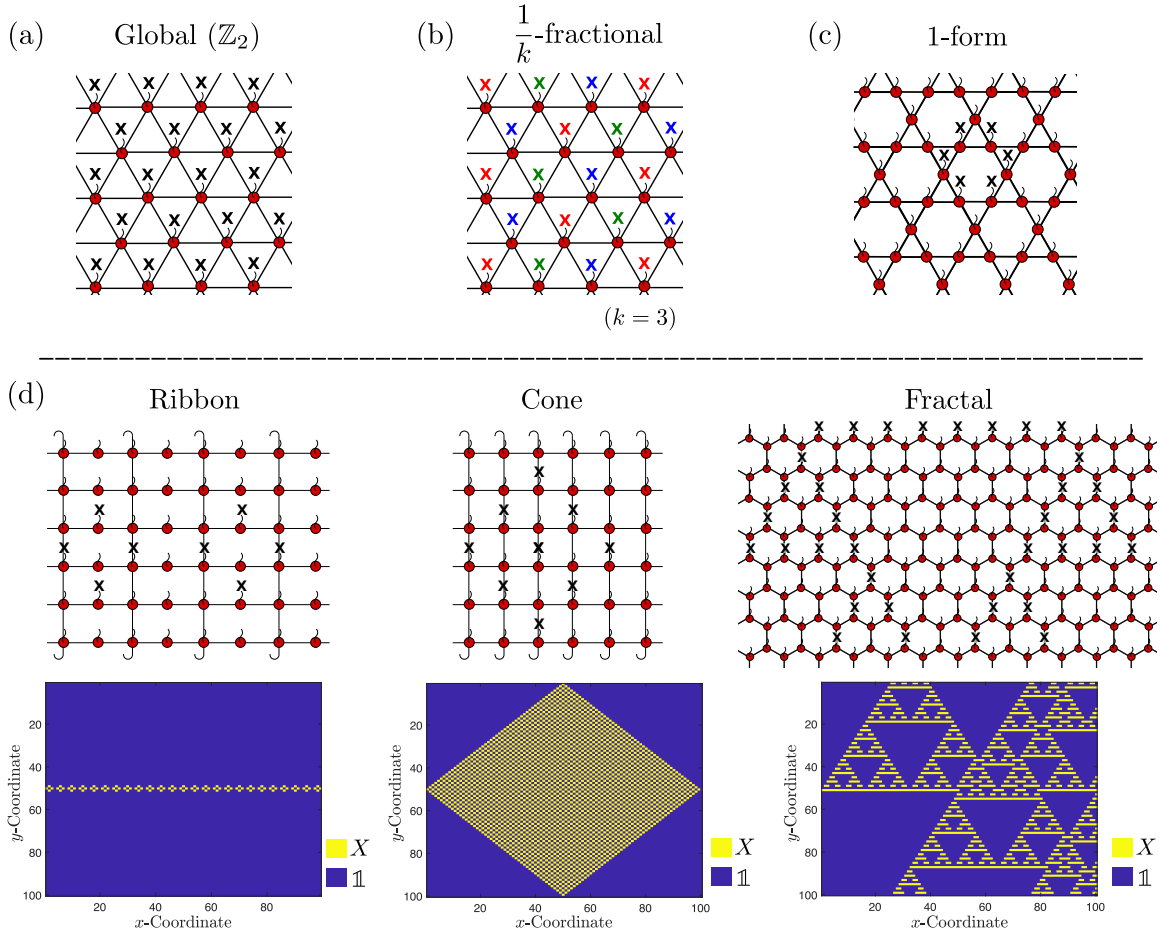 (a) Global (ℤ₂)
(b) 1/k-fractional
(c) 1-form
X X X X
X X X X
X X X X
X X X X
X X X X
X X X X
X X X X
X X X X
X X X X
X X X X
X X
X X
X X
(k = 3)
(d)
Ribbon
Cone
Fractal
X X
X X X X
X X
X
X X
X X X
X X
X
X X X X X X X X
X X
X X X X
X X X X
X X X X X X X X
X X
X X X X
X X X X
20
40
60
80
100
y-Coordinate
20 40 60 80
x-Coordinate
X
𝟙
20
40
60
80
100
y-Coordinate
20 40 60 80 100
x-Coordinate
X
𝟙
20
40
60
80
100
y-Coordinate
20 40 60 80 100
x-Coordinate
X
𝟙